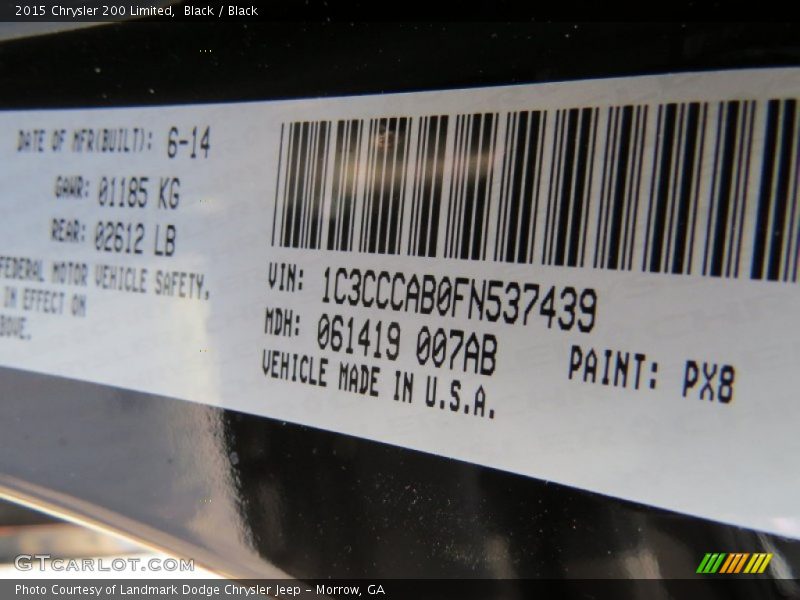 2015 Chrysler 200 Limited, Black / Black
DATE OF MFR(BUILT): 6-14
GAWR: 01185 KG
REAR: 02612 LB
FEDERAL MOTOR VEHICLE SAFETY,
IN EFFECT ON
VIN: 1C3CCCAB0FN537439
MDH: 061419 007AB
PAINT: PX8
VEHICLE MADE IN U.S.A.
GTCARLOT.COM
Photo Courtesy of Landmark Dodge Chrysler Jeep - Morrow, GA